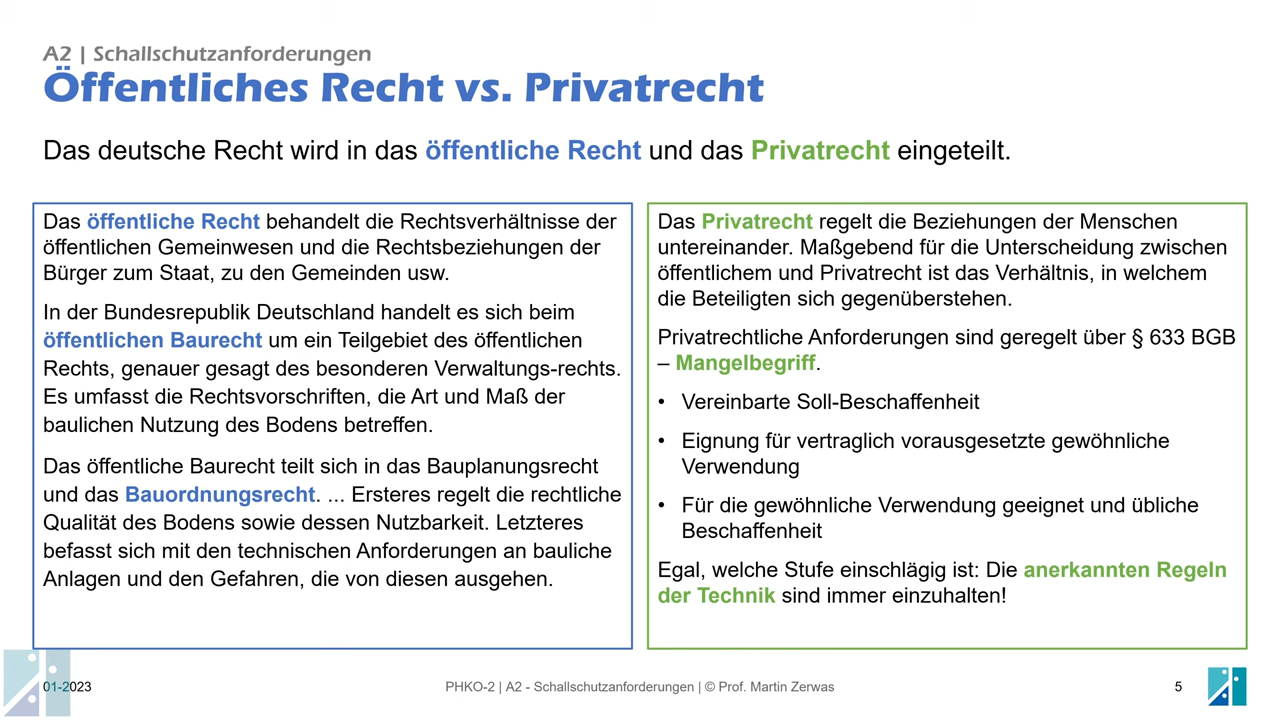 A2 | Schallschutzanforderungen
Öffentliches Recht vs. Privatrecht
Das deutsche Recht wird in das öffentliche Recht und das Privatrecht eingeteilt.
Das öffentliche Recht behandelt die Rechtsverhältnisse der
öffentlichen Gemeinwesen und die Rechtsbeziehungen der
Bürger zum Staat, zu den Gemeinden usw.
In der Bundesrepublik Deutschland handelt es sich beim
öffentlichen Baurecht um ein Teilgebiet des öffentlichen
Rechts, genauer gesagt des besonderen Verwaltungs-rechts.
Es umfasst die Rechtsvorschriften, die Art und Maß der
baulichen Nutzung des Bodens betreffen.
Das öffentliche Baurecht teilt sich in das Bauplanungsrecht
und das Bauordnungsrecht. ... Ersteres regelt die rechtliche
Qualität des Bodens sowie dessen Nutzbarkeit. Letzteres
befasst sich mit den technischen Anforderungen an bauliche
Anlagen und den Gefahren, die von diesen ausgehen.
Das Privatrecht regelt die Beziehungen der Menschen
untereinander. Maßgebend für die Unterscheidung zwischen
öffentlichem und Privatrecht ist das Verhältnis, in welchem
die Beteiligten sich gegenüberstehen.
Privatrechtliche Anforderungen sind geregelt über § 633 BGB
– Mangelbegriff.
• Vereinbarte Soll-Beschaffenheit
• Eignung für vertraglich vorausgesetzte gewöhnliche
Verwendung
• Für die gewöhnliche Verwendung geeignet und übliche
Beschaffenheit
Egal, welche Stufe einschlägig ist: Die anerkannten Regeln
der Technik sind immer einzuhalten!
01-2023
PHKO-2 | A2 - Schallschutzanforderungen | © Prof. Martin Zerwas
5